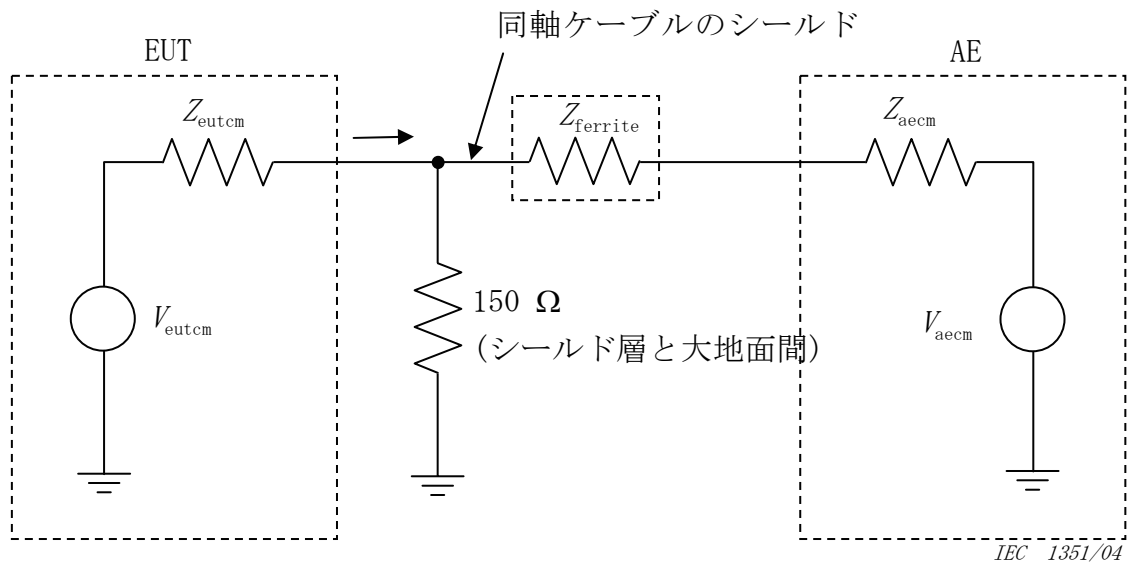 同軸ケーブルのシールド
EUT
AE
Zeutcm
Zferrite
Zaecm
150 Ω
(シールド層と大地面間)
Veutcm
Vaecm
IEC 1351/04